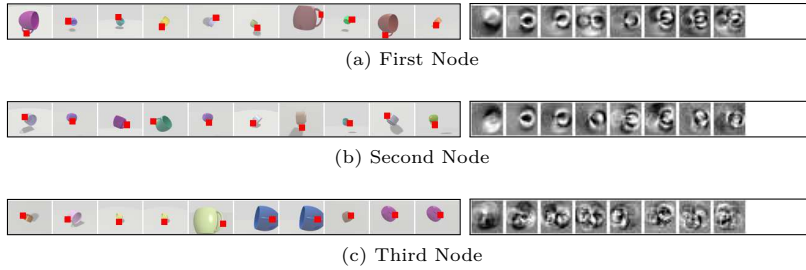 (a) First Node
(b) Second Node
(c) Third Node